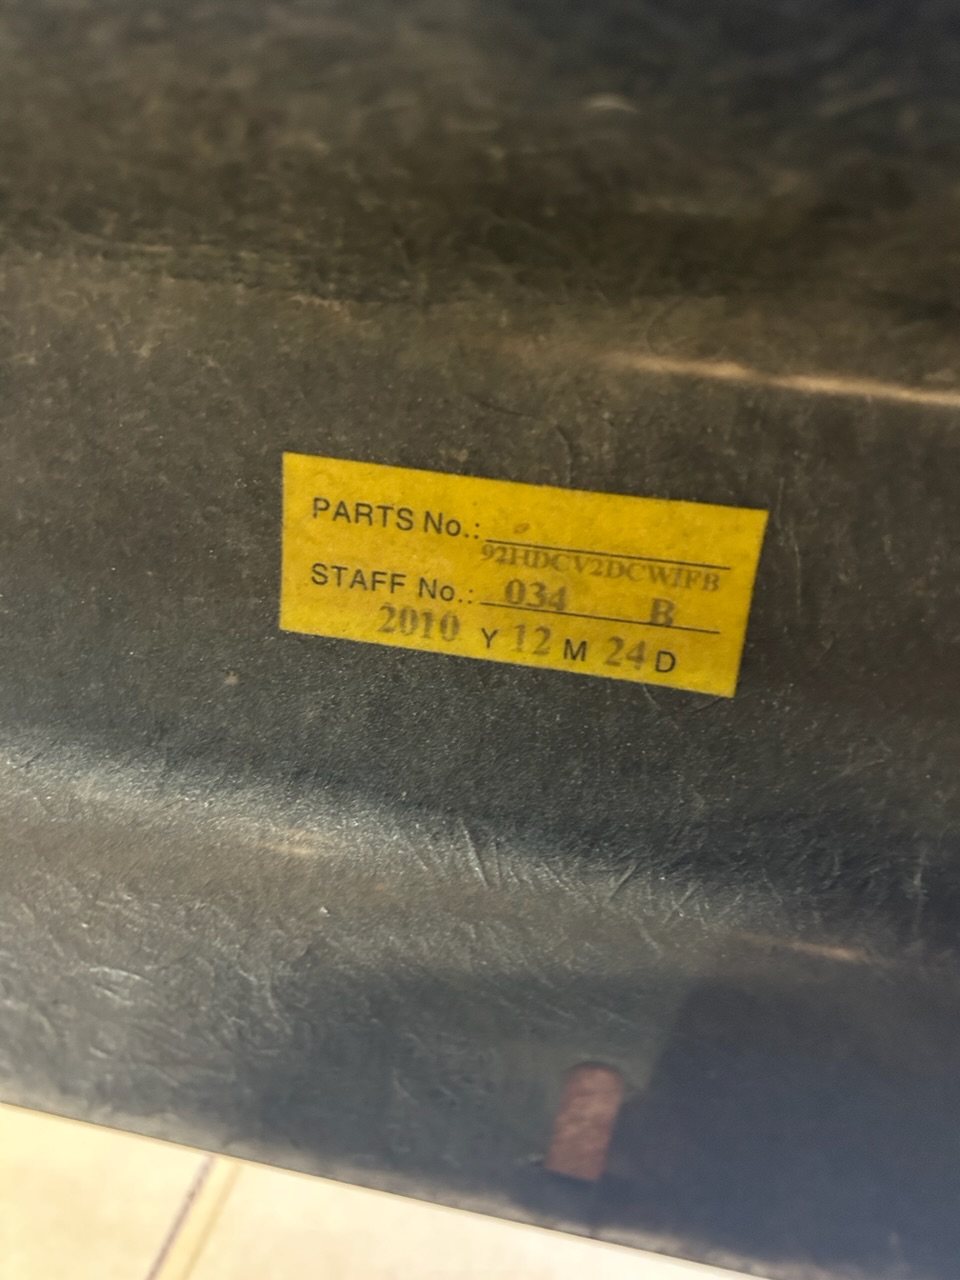 PARTS No.:
92HDCV2DCWIFB
STAFF No.: 034 B
2010 Y 12 M 24 D